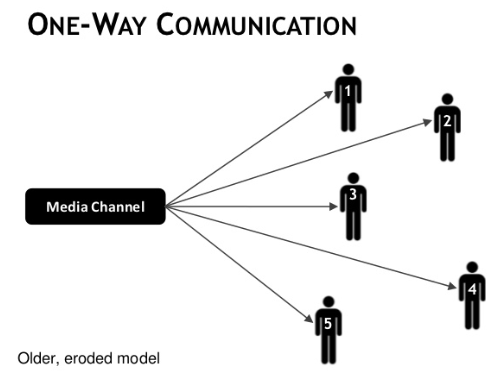 ONE-WAY COMMUNICATION
1
2
Media Channel
3
4
5
Older, eroded model